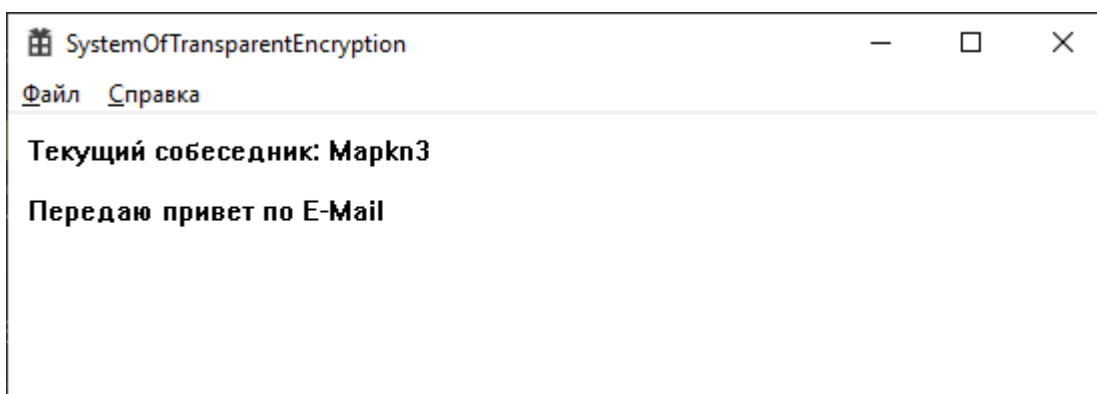 SystemOfTransparentEncryption
Файл Справка
Текущий собеседник: Mapkn3
Передаю привет по E-Mail